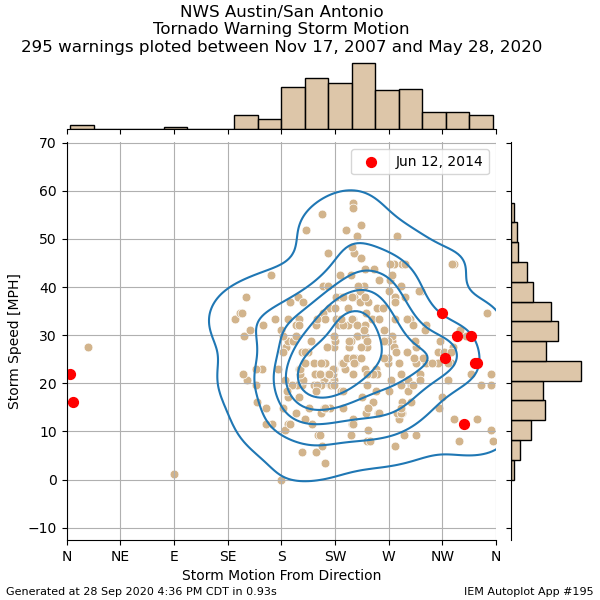 NWS Austin/San Antonio
Tornado Warning Storm Motion
295 warnings ploted between Nov 17, 2007 and May 28, 2020
Jun 12, 2014
70
60
50
40
30
20
10
0
−10
Storm Speed [MPH]
N NE E SE S SW W NW N
Storm Motion From Direction
Generated at 28 Sep 2020 4:36 PM CDT in 0.93s
IEM Autoplot App #195